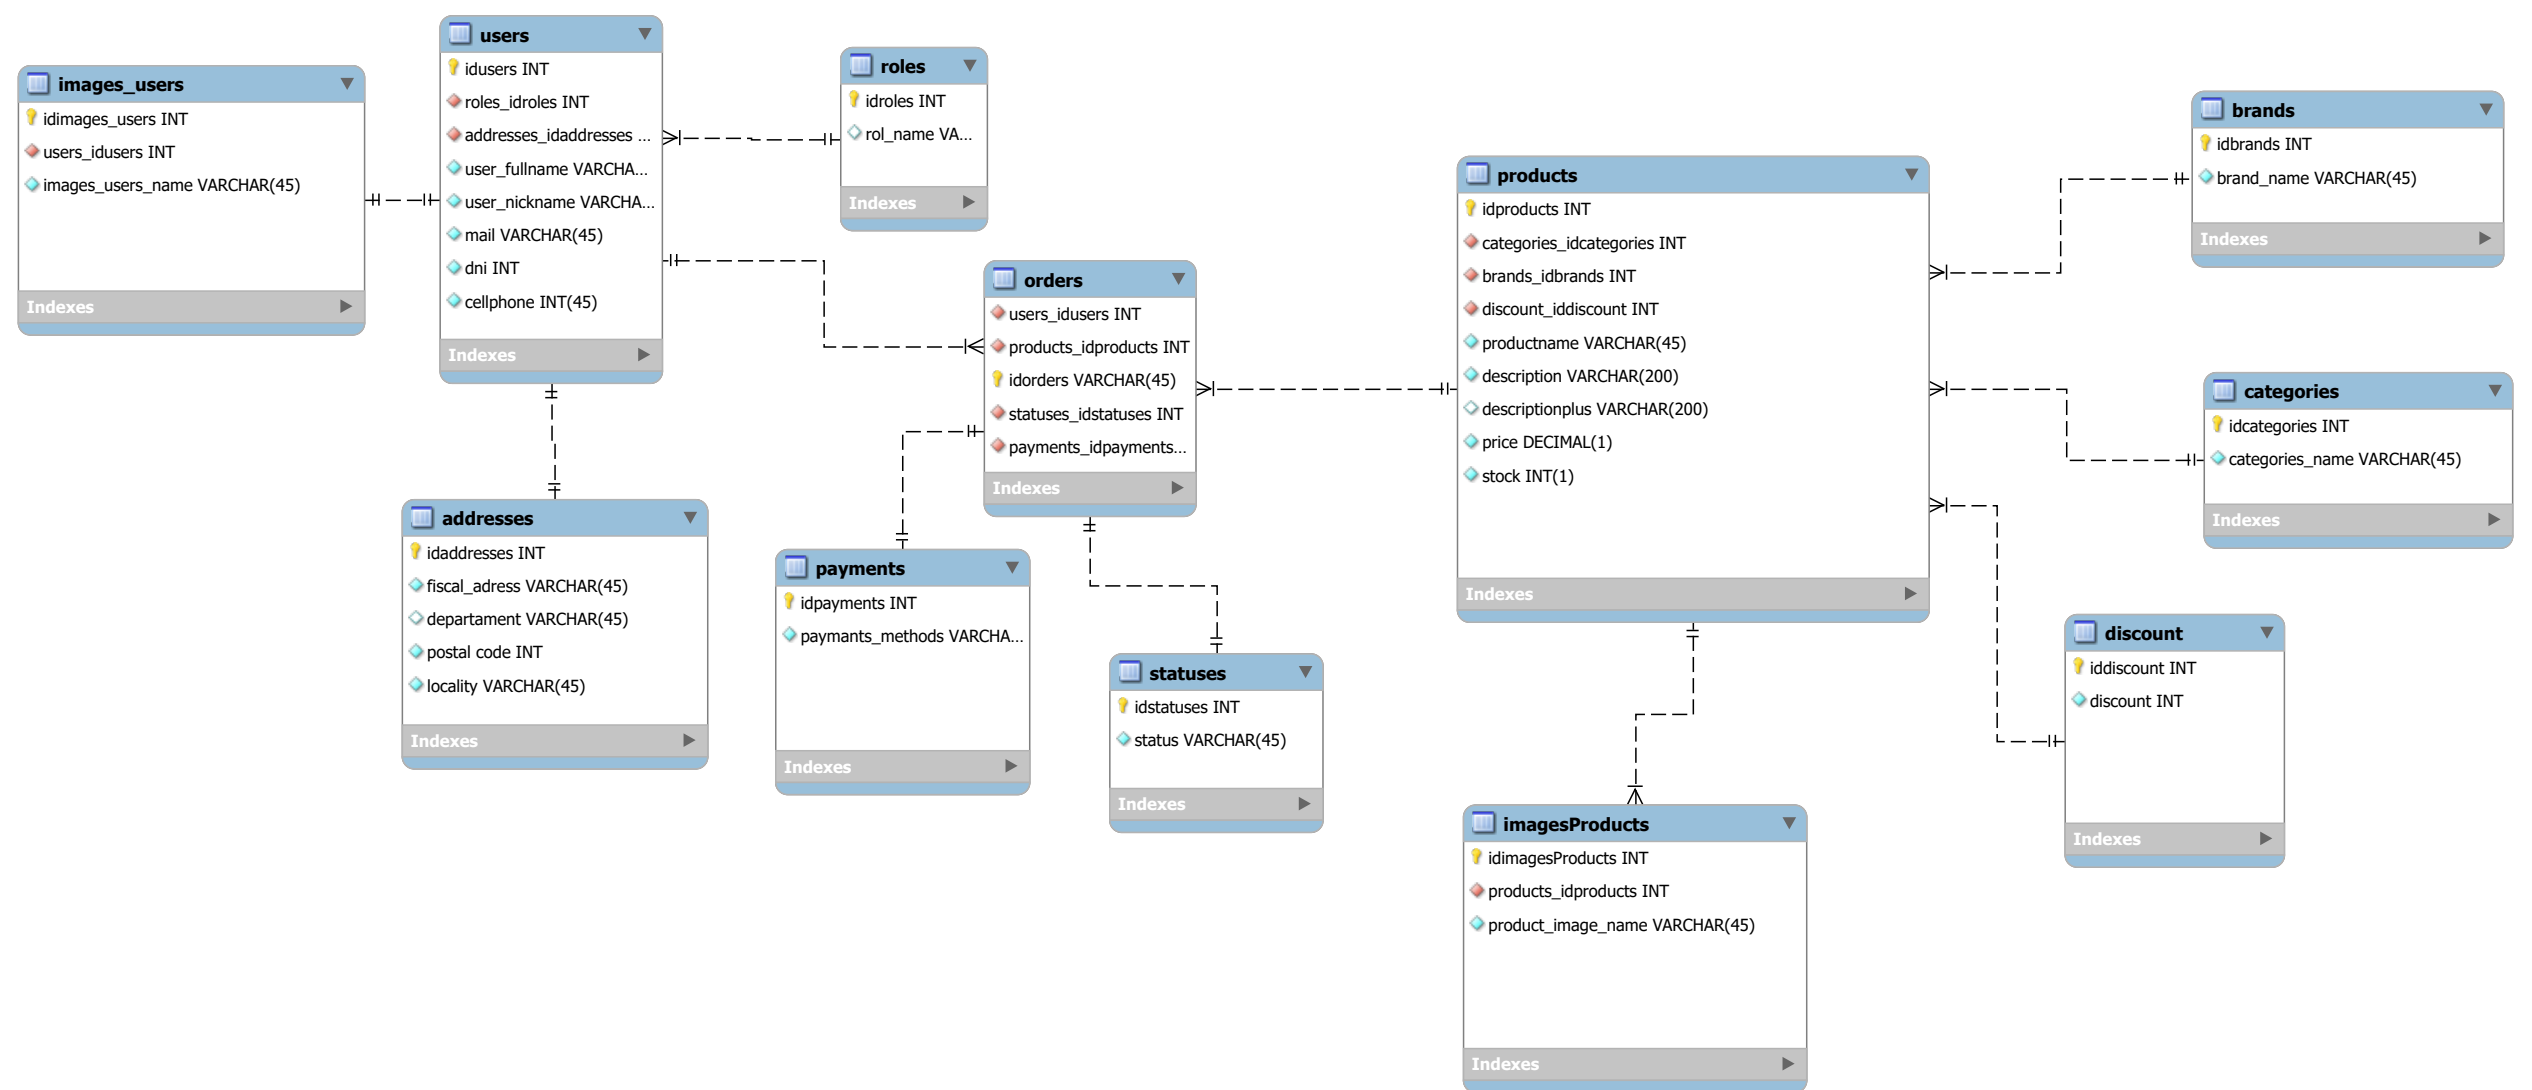 images_users
idimages_users INT
users_idusers INT
images_users_name VARCHAR(45)
Indexes
users
idusers INT
roles_idroles INT
addresses_idaddresses ...
user_fullname VARCHA...
user_nickname VARCHA...
mail VARCHAR(45)
dni INT
cellphone INT(45)
Indexes
roles
idroles INT
rol_name VA...
Indexes
orders
users_idusers INT
products_idproducts INT
idorders VARCHAR(45)
statuses_idstatuses INT
payments_idpayments...
Indexes
addresses
idaddresses INT
fiscal_adress VARCHAR(45)
departament VARCHAR(45)
postal code INT
locality VARCHAR(45)
Indexes
payments
idpayments INT
paymants_methods VARCHA...
Indexes
statuses
idstatuses INT
status VARCHAR(45)
Indexes
products
idproducts INT
categories_idcategories INT
brands_idbrands INT
discount_iddiscount INT
productname VARCHAR(45)
description VARCHAR(200)
descriptionplus VARCHAR(200)
price DECIMAL(1)
stock INT(1)
Indexes
brands
idbrands INT
brand_name VARCHAR(45)
Indexes
categories
idcategories INT
categories_name VARCHAR(45)
Indexes
discount
iddiscount INT
discount INT
Indexes
imagesProducts
idimagesProducts INT
products_idproducts INT
product_image_name VARCHAR(45)
Indexes